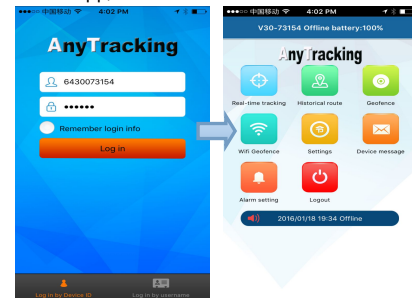 ●●●○○ 中国移动 4:02 PM
AnyTracking
6430073154
●●●●●●
Remember login info
Log in
Log in by Device ID Log in by username
●●●○○ 中国移动 4:02 PM
V30-73154 Offline battery:100%
AnyTracking
Real-time tracking Historical route Geofence
Wifi Geofence Settings Device message
Alarm setting Logout
2016/01/18 19:34 Offline